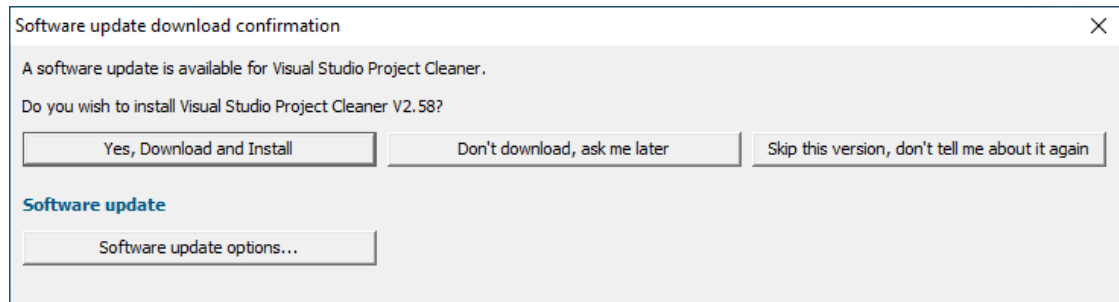 Software update download confirmation
A software update is available for Visual Studio Project Cleaner.
Do you wish to install Visual Studio Project Cleaner V2.58?
Yes, Download and Install
Don't download, ask me later
Skip this version, don't tell me about it again
Software update
Software update options...